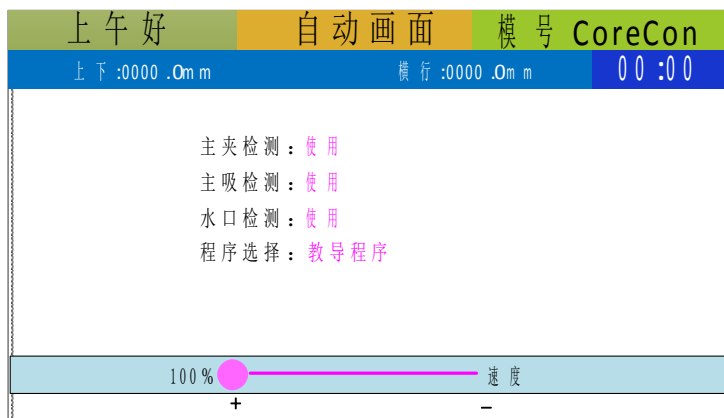 上午好 自动画面 模号 CoreCon
上下:0000.0mm 横行:0000.0mm 00:00
主夹检测：使用
主吸检测：使用
水口检测：使用
程序选择：教导程序
100% 速度
+ －